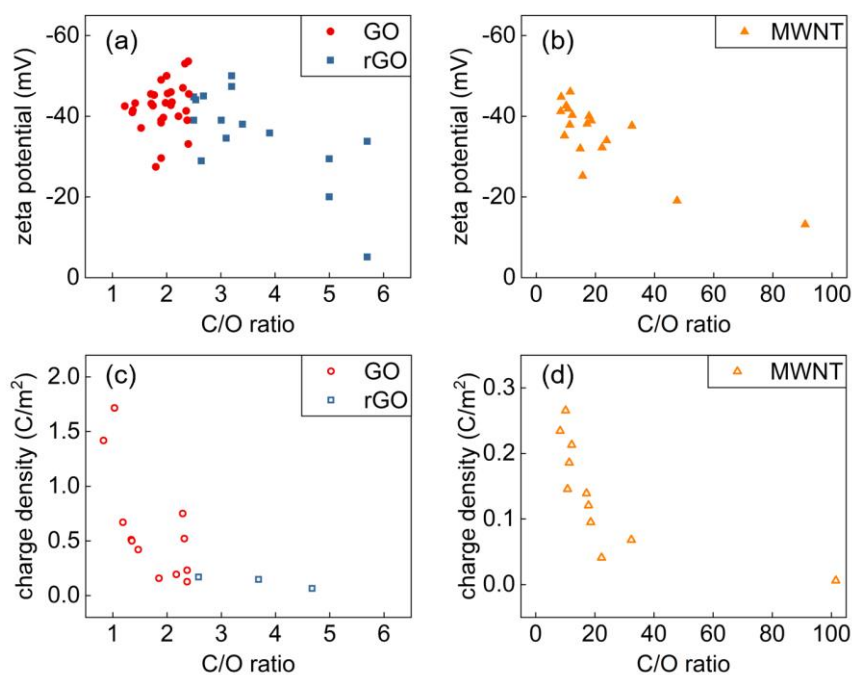 (a)
GO
rGO
zeta potential (mV)
-60
-40
-20
0
1 2 3 4 5 6
C/O ratio
(b)
MWNT
zeta potential (mV)
-60
-40
-20
0
0 20 40 60 80 100
C/O ratio
(c)
GO
rGO
charge density (C/m²)
2.0
1.5
1.0
0.5
0.0
1 2 3 4 5 6
C/O ratio
(d)
MWNT
charge density (C/m²)
0.3
0.2
0.1
0.0
0 20 40 60 80 100
C/O ratio